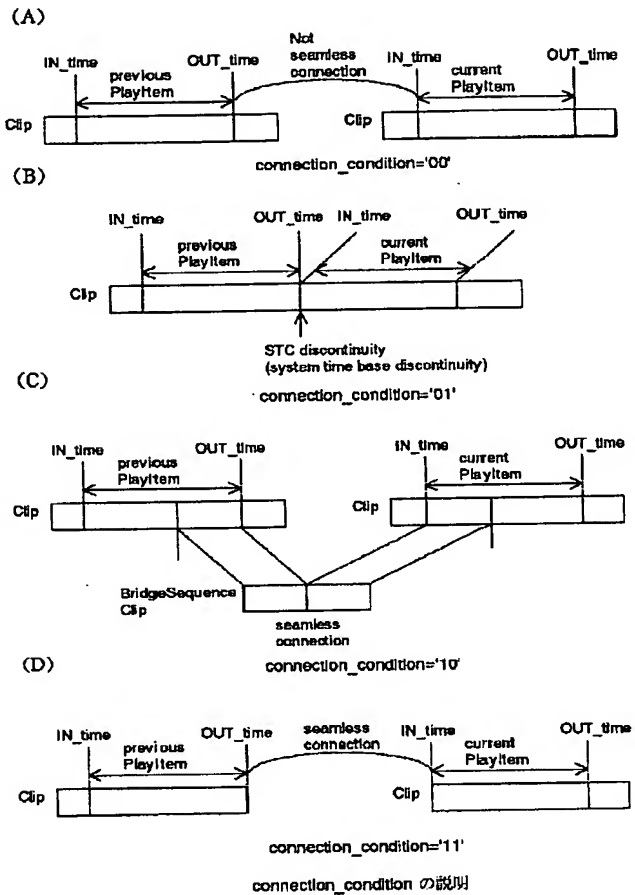 (A)
Not
seamless
connection
IN_time
previous
PlayItem
OUT_time
IN_time
current
PlayItem
OUT_time
Clip
Clip
connection_condition='00'
(B)
IN_time
OUT_time
IN_time
OUT_time
previous
PlayItem
current
PlayItem
Clip
STC discontinuity
(system time base discontinuity)
connection_condition='01'
(C)
IN_time
previous
PlayItem
OUT_time
IN_time
current
PlayItem
OUT_time
Clip
Clip
BridgeSequence
Clip
seamless
connection
connection_condition='10'
(D)
IN_time
previous
PlayItem
OUT_time
seamless
connection
IN_time
current
PlayItem
OUT_time
Clip
Clip
connection_condition='11'
connection_condition の説明